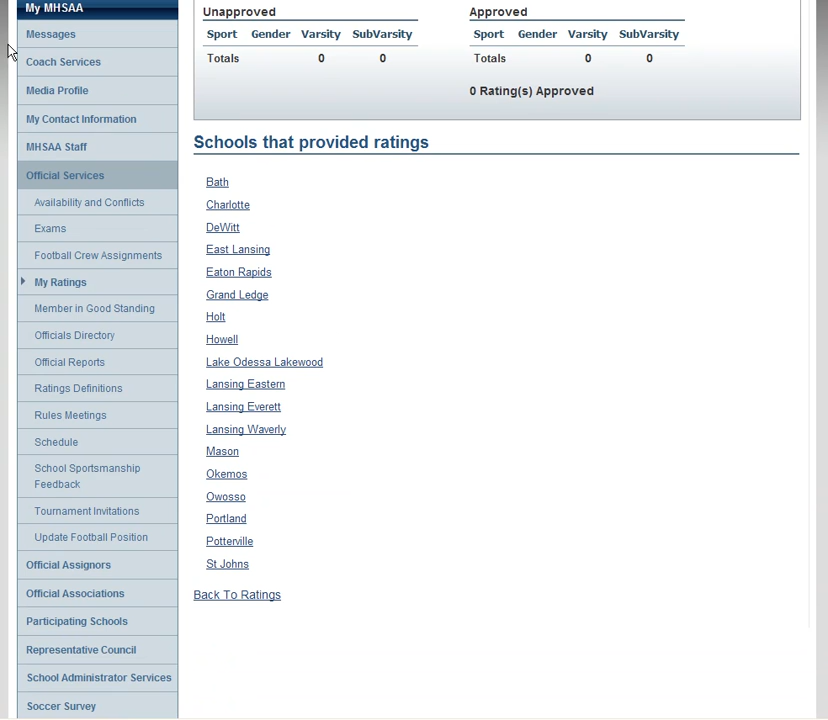 My MHSAA
Messages
Coach Services
Media Profile
My Contact Information
MHSAA Staff
Official Services
Availability and Conflicts
Exams
Football Crew Assignments
My Ratings
Member in Good Standing
Officials Directory
Official Reports
Ratings Definitions
Rules Meetings
Schedule
School Sportsmanship
Feedback
Tournament Invitations
Update Football Position
Official Assignors
Official Associations
Participating Schools
Representative Council
School Administrator Services
Soccer Survey
Unapproved
Sport Gender Varsity SubVarsity
Totals 0 0
Approved
Sport Gender Varsity SubVarsity
Totals 0 0
0 Rating(s) Approved
Schools that provided ratings
Bath
Charlotte
DeWitt
East Lansing
Eaton Rapids
Grand Ledge
Holt
Howell
Lake Odessa Lakewood
Lansing Eastern
Lansing Everett
Lansing Waverly
Mason
Okemos
Owosso
Portland
Potterville
St Johns
Back To Ratings